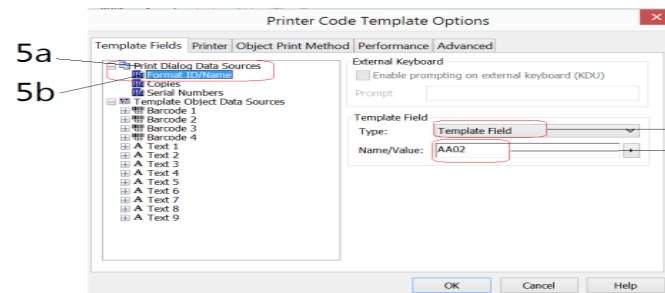 Printer Code Template Options
Template Fields Printer Object Print Method Performance Advanced
5a
5b
Print Dialog Data Sources
Format ID/Name
Copies
Serial Numbers
Template Object Data Sources
Barcode 1
Barcode 2
Barcode 3
Barcode 4
A Text 1
A Text 2
A Text 3
A Text 4
A Text 5
A Text 6
A Text 7
A Text 8
A Text 9
External Keyboard
Enable prompting on external keyboard (KDU)
Prompt
Template Field
Type: Template Field
Name/Value: AA02
OK Cancel Help